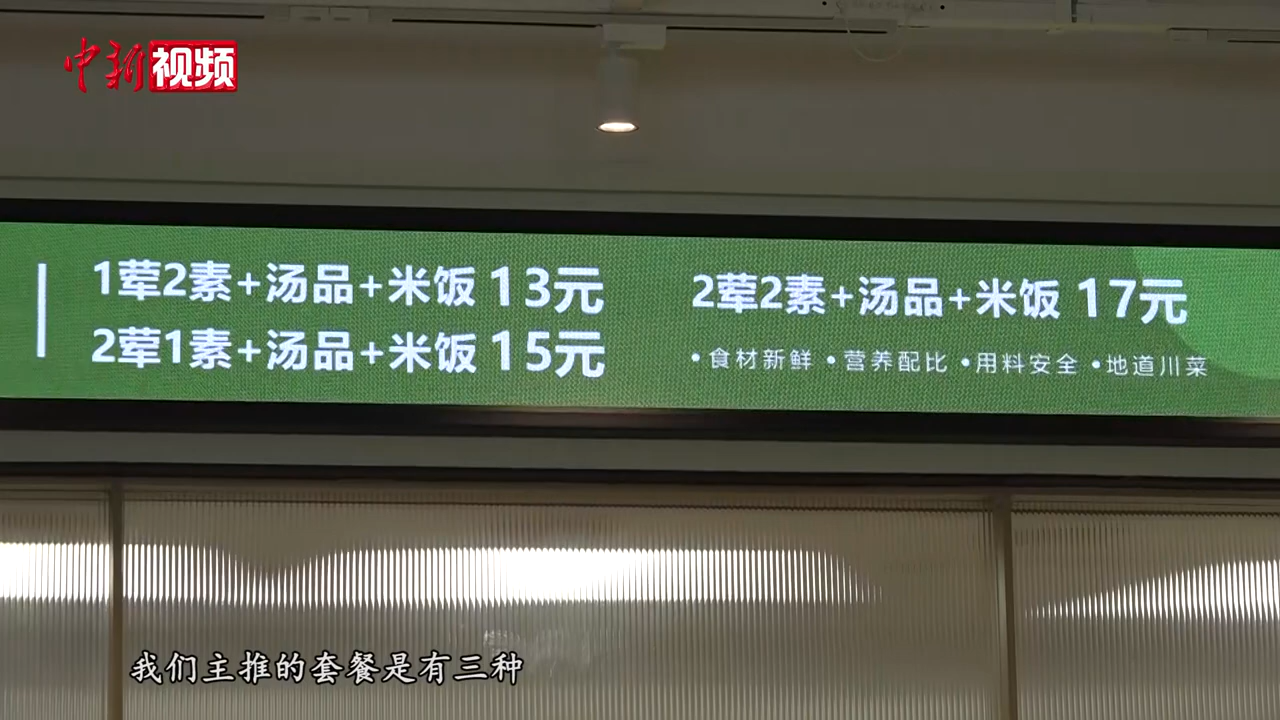 中新视频
1荤2素+汤品+米饭 13元
2荤1素+汤品+米饭 15元
2荤2素+汤品+米饭 17元
•食材新鲜 •营养配比 •用料安全 •地道川菜
我们主推的套餐是有三种